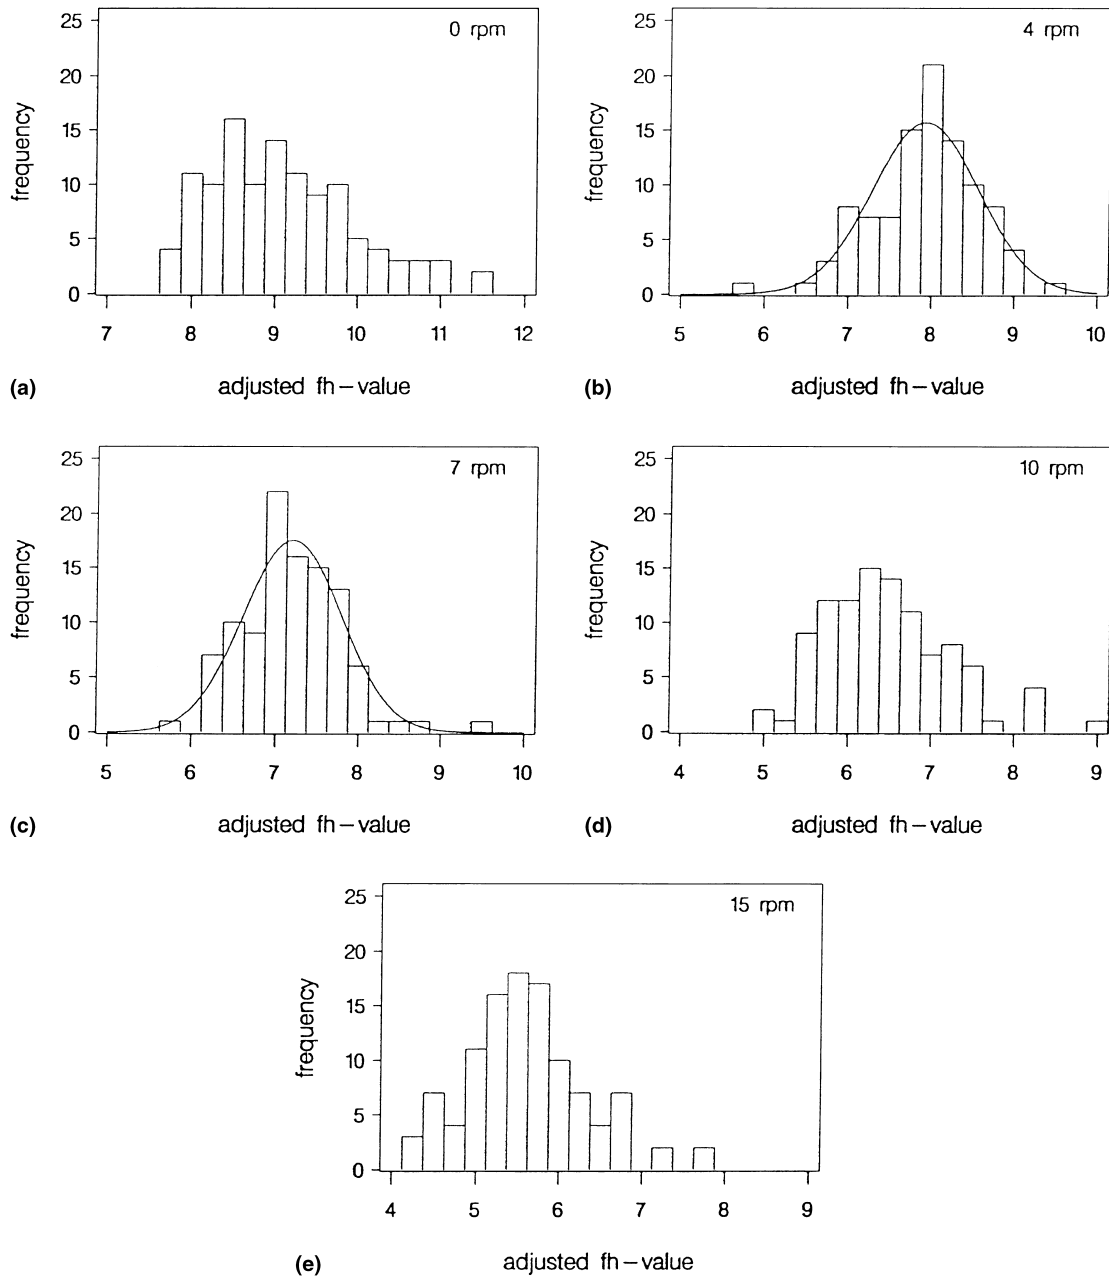 25
20
15
10
5
0
frequency
0 rpm
7 8 9 10 11 12
adjusted fh-value
(a)
25
20
15
10
5
0
frequency
4 rpm
5 6 7 8 9 10
adjusted fh-value
(b)
25
20
15
10
5
0
frequency
7 rpm
5 6 7 8 9 10
adjusted fh-value
(c)
25
20
15
10
5
0
frequency
10 rpm
4 5 6 7 8 9
adjusted fh-value
(d)
25
20
15
10
5
0
frequency
15 rpm
4 5 6 7 8 9
adjusted fh-value
(e)